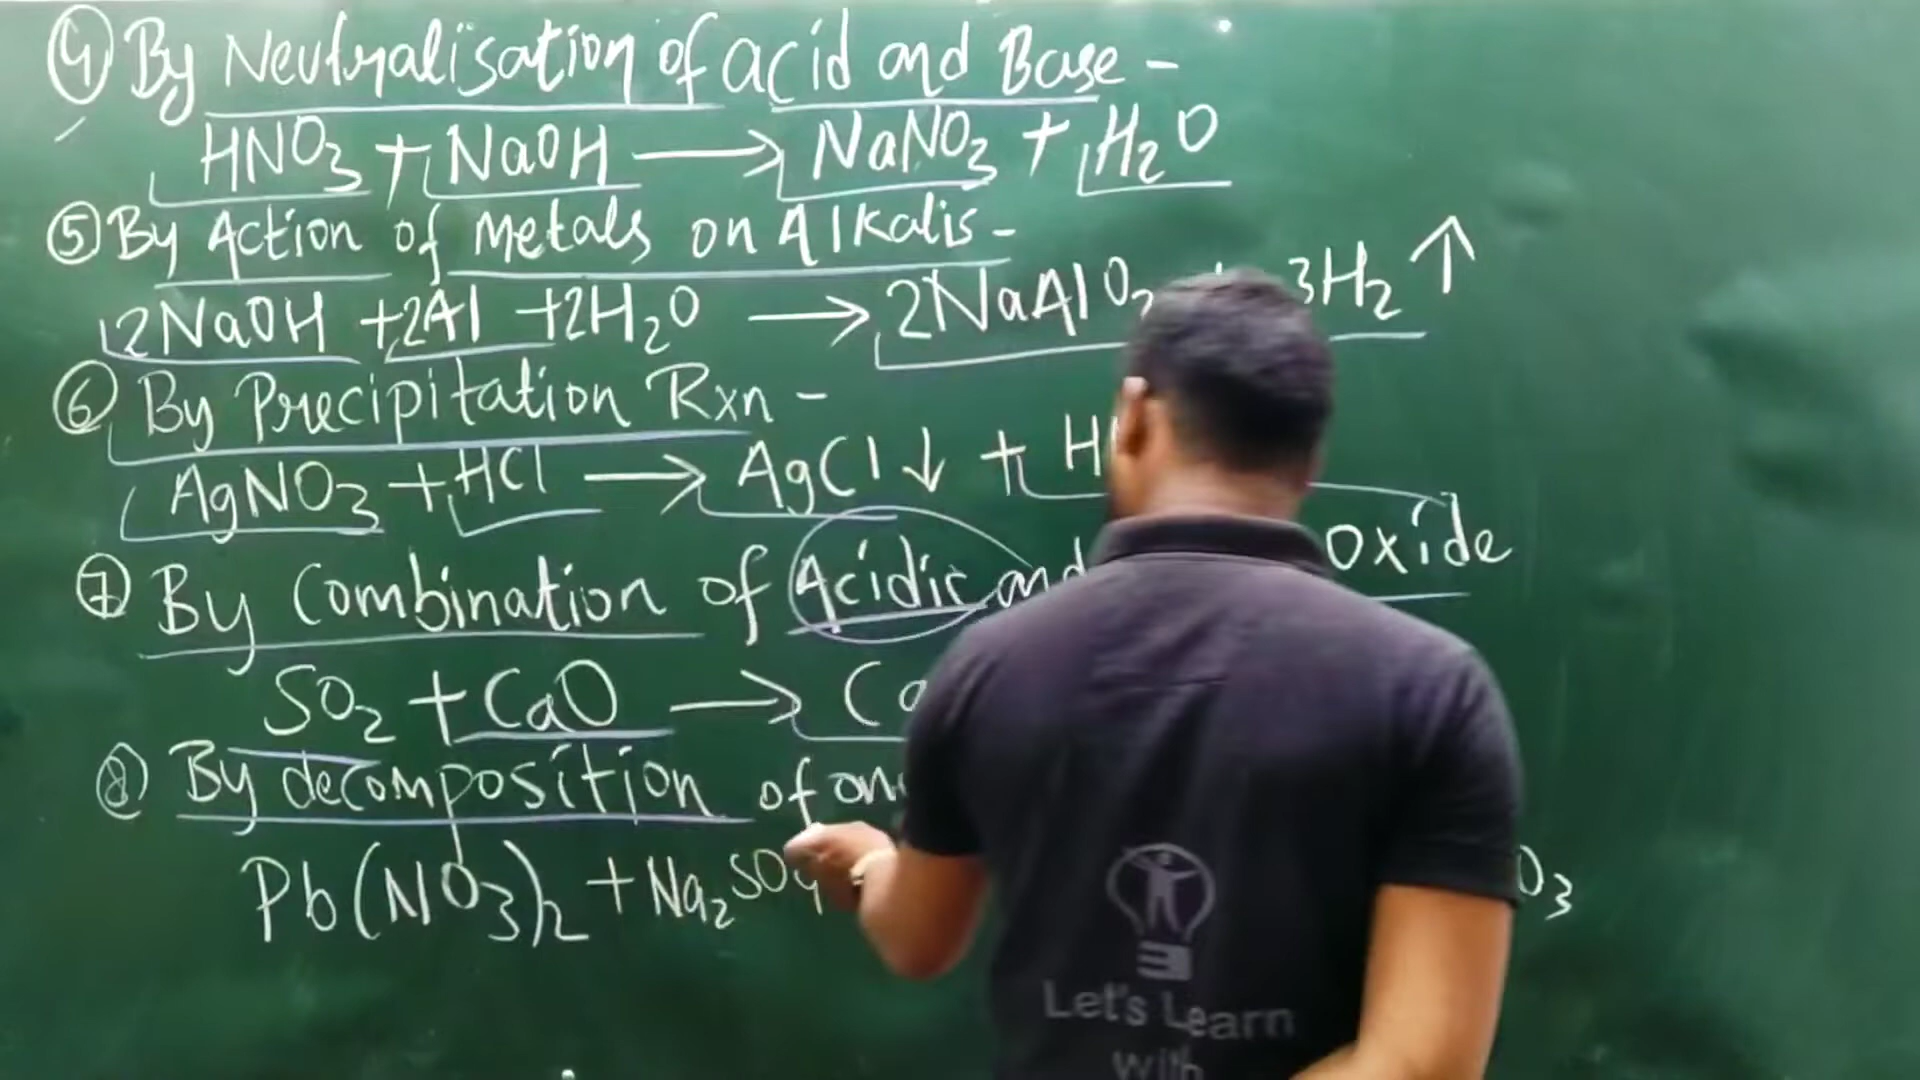 ④ By Neutralisation of acid and Base -
HNO₃ + NaOH ⟶ NaNO₃ + H₂O
⑤ By Action of Metals on Alkalis -
2NaOH + 2Al + 2H₂O ⟶ 2NaAlO₂ 3H₂ ↑
⑥ By Precipitation Rxn -
AgNO₃ + HCl ⟶ AgCl ↓ + H
⑦ By Combination of Acidic and oxide
SO₂ + CaO ⟶ Ca
⑧ By decomposition of
Pb(NO₃)₂ + Na₂SO₄ O₃
Let's Learn
with